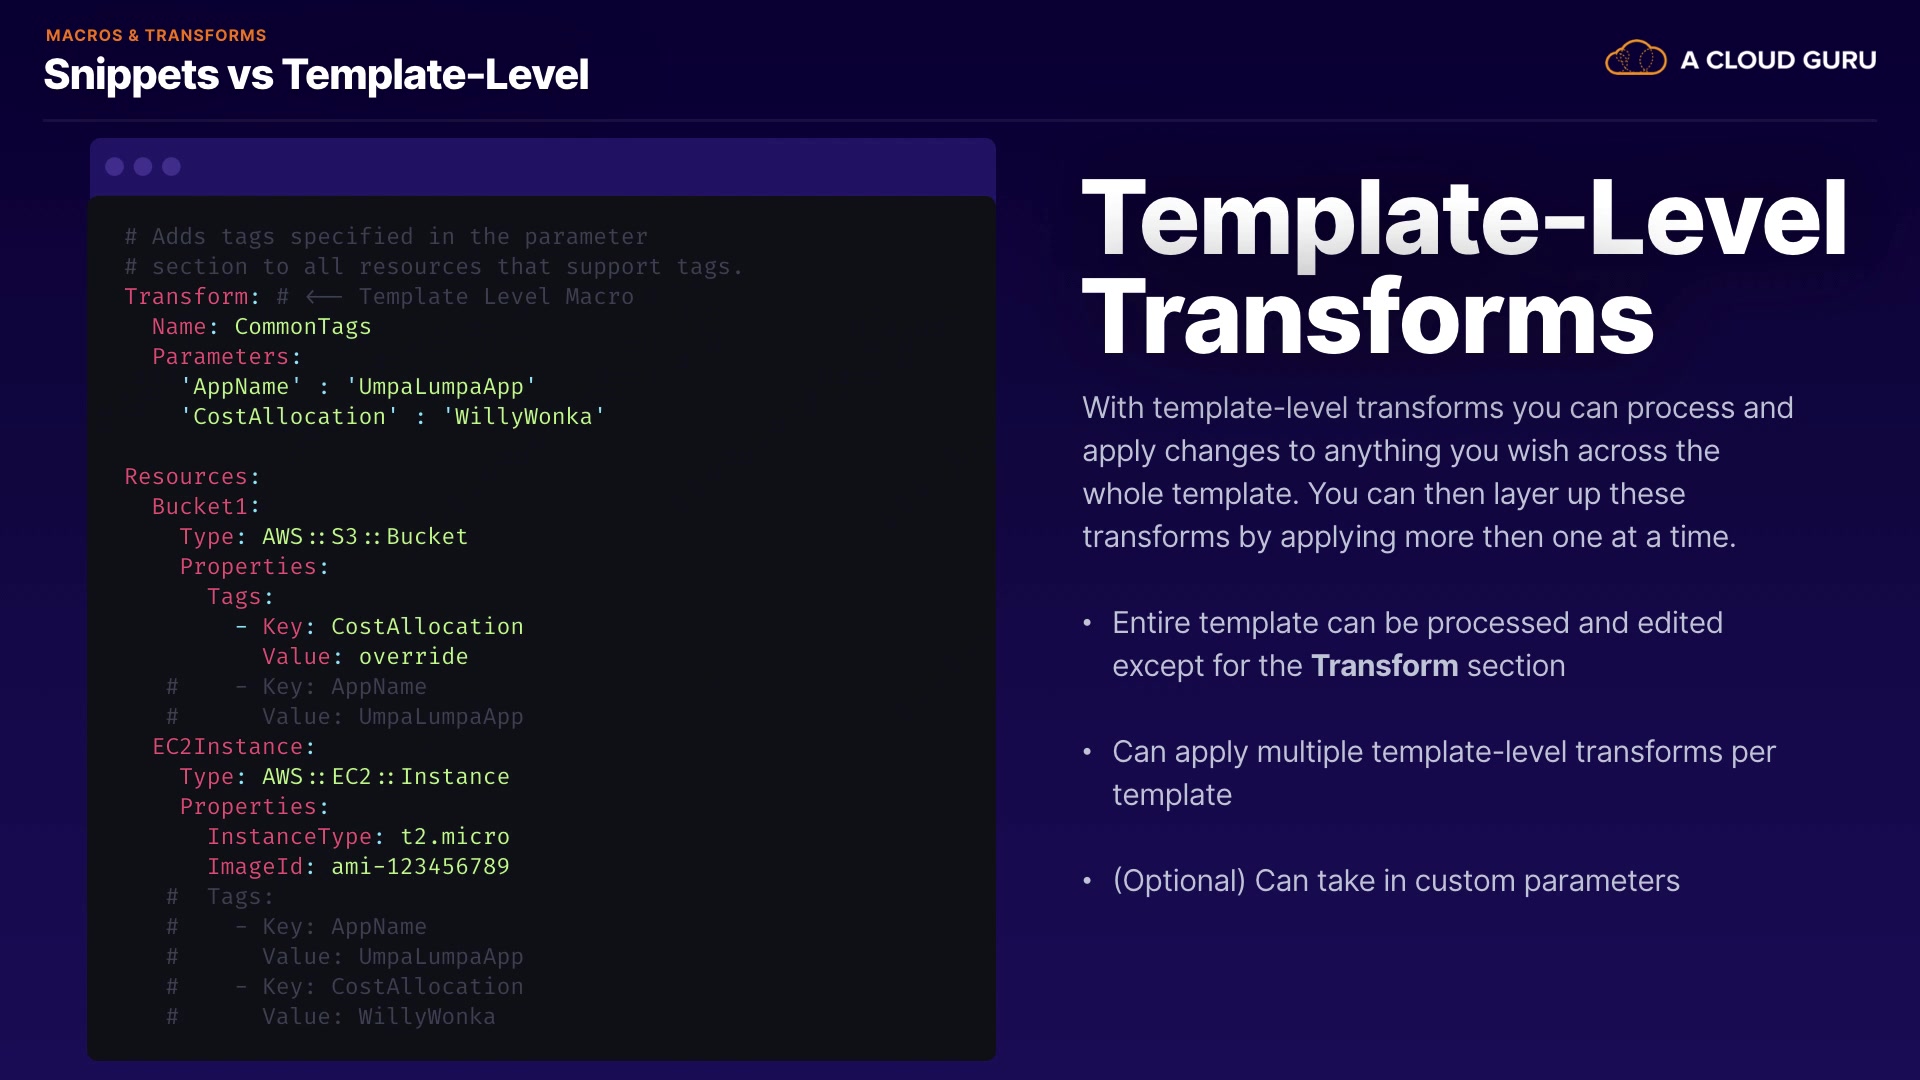 MACROS & TRANSFORMS
Snippets vs Template-Level
A CLOUD GURU
# Adds tags specified in the parameter
# section to all resources that support tags.
Transform: # <-- Template Level Macro
  Name: CommonTags
  Parameters:
    'AppName' : 'UmpaLumpaApp'
    'CostAllocation' : 'WillyWonka'
Resources:
  Bucket1:
    Type: AWS::S3::Bucket
    Properties:
      Tags:
        - Key: CostAllocation
          Value: override
   #    - Key: AppName
   #      Value: UmpaLumpaApp
  EC2Instance:
    Type: AWS::EC2::Instance
    Properties:
      InstanceType: t2.micro
      ImageId: ami-123456789
   #  Tags:
   #    - Key: AppName
   #      Value: UmpaLumpaApp
   #    - Key: CostAllocation
   #      Value: WillyWonka
Template-Level
Transforms
With template-level transforms you can process and
apply changes to anything you wish across the
whole template. You can then layer up these
transforms by applying more then one at a time.
• Entire template can be processed and edited
except for the Transform section
• Can apply multiple template-level transforms per
template
• (Optional) Can take in custom parameters